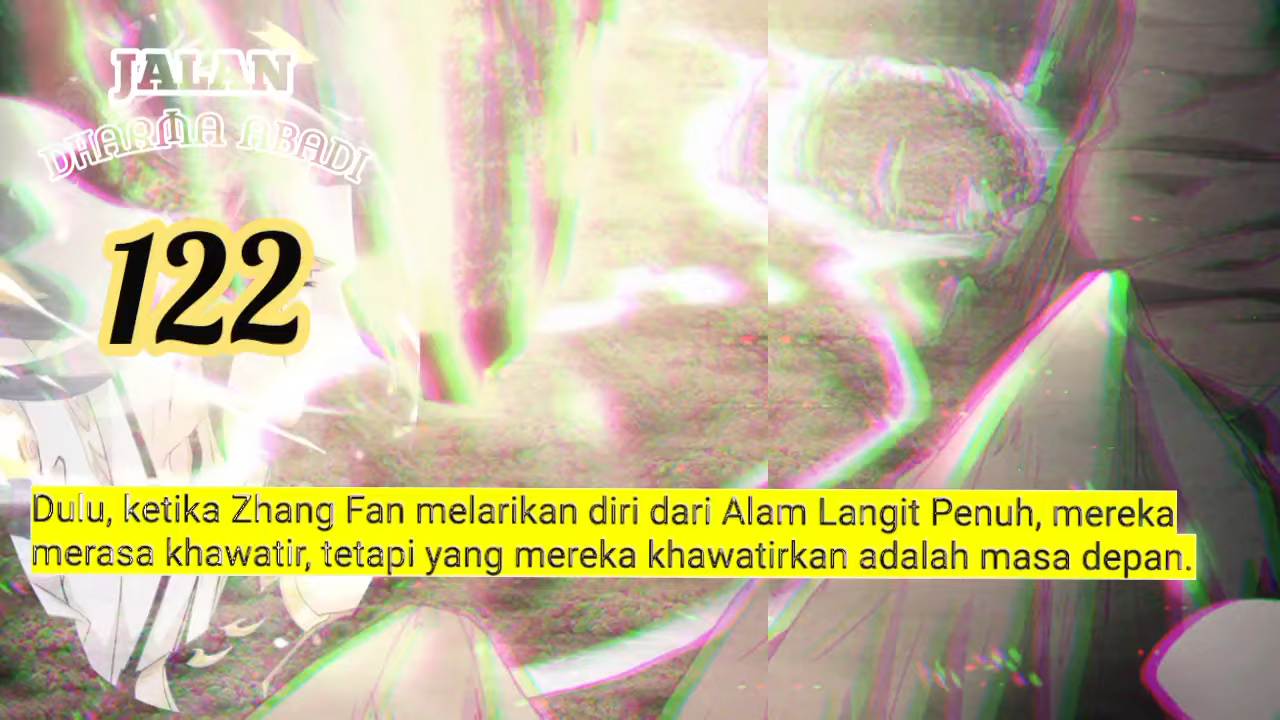 JALAN
DHARMA ABADI
122
Dulu, ketika Zhang Fan melarikan diri dari Alam Langit Penuh, mereka
merasa khawatir, tetapi yang mereka khawatirkan adalah masa depan.